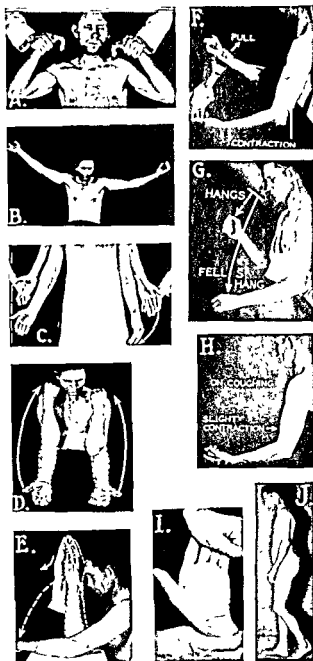 A.
B.
C.
D.
E.
F.
PULL
CONTRACTION
G.
HANGS
FELL
HANG
H
ON COUGHING
SLIGHT
CONTRACTION
I.
J